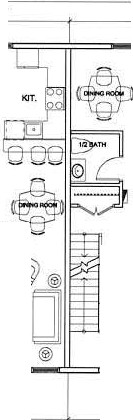 DINING ROOM
KIT.
1/2 BATH
DINING ROOM